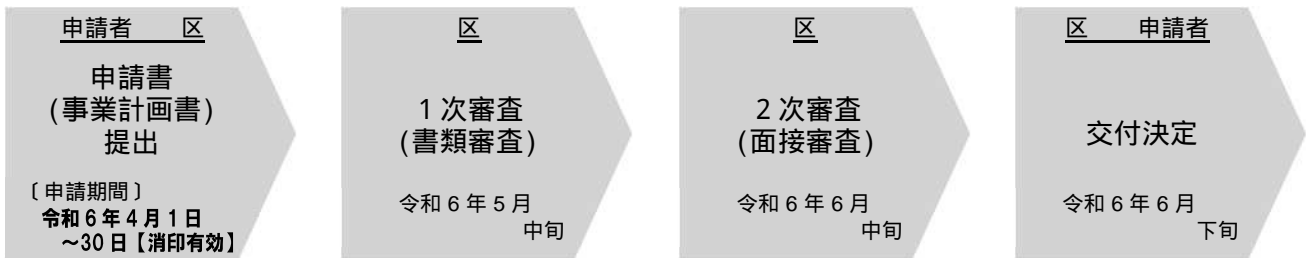 申請者　　区
申請書
(事業計画書)
提出
〔申請期間〕
令和６年４月１日
～30日【消印有効】
区
１次審査
(書類審査)
令和６年５月
中旬
区
２次審査
(面接審査)
令和６年６月
中旬
区　　申請者
交付決定
令和６年６月
下旬